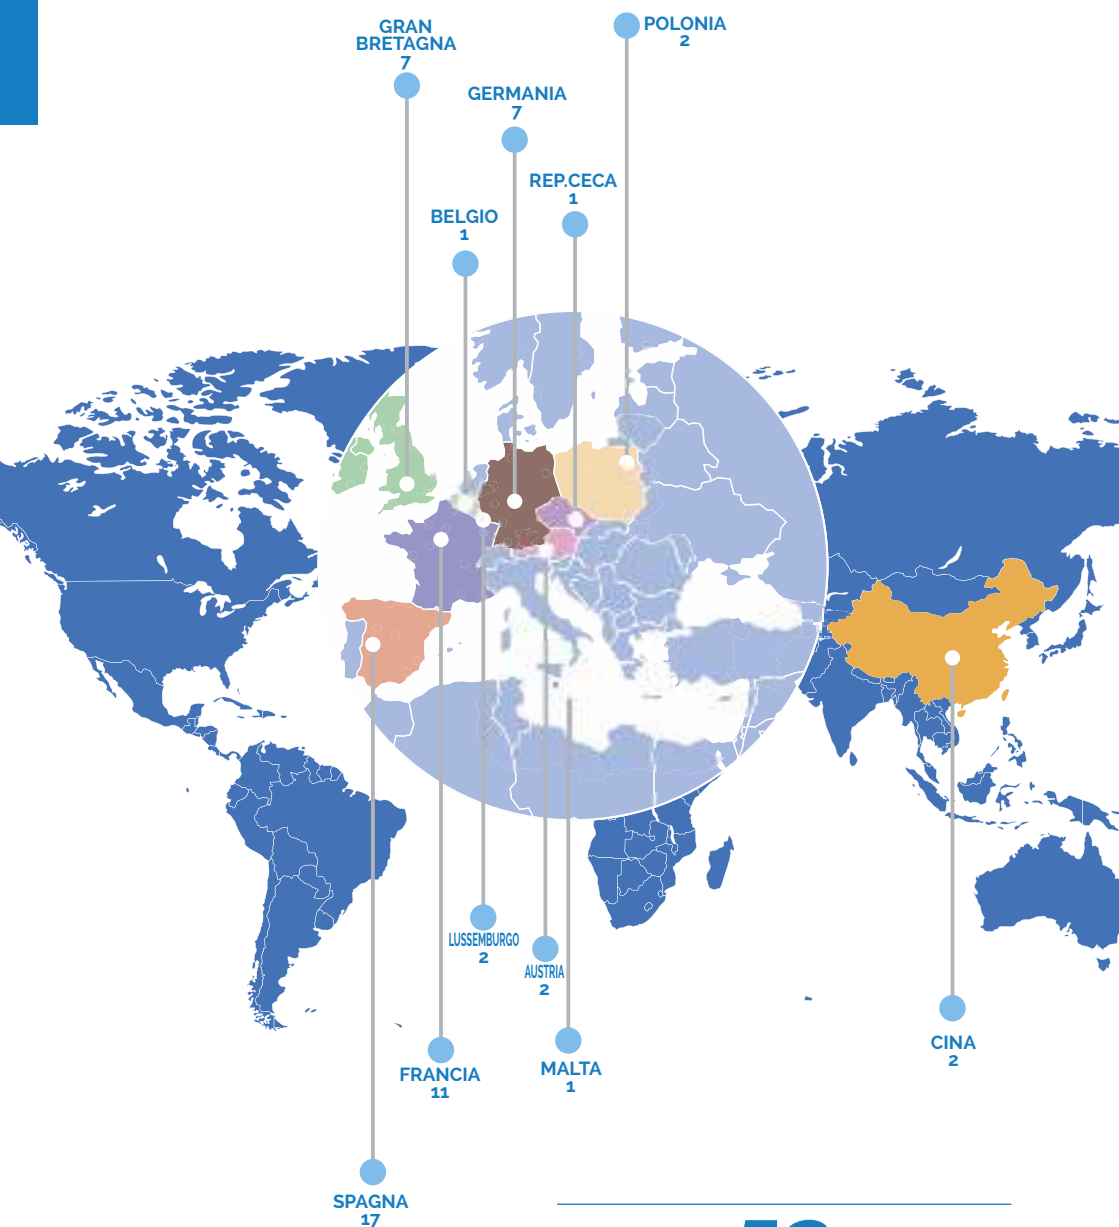 GRAN
BRETAGNA
7
POLONIA
2
GERMANIA
7
REP.CECA
1
BELGIO
1
LUSSEMBURGO
2
AUSTRIA
2
CINA
2
FRANCIA
11
MALTA
1
SPAGNA
17